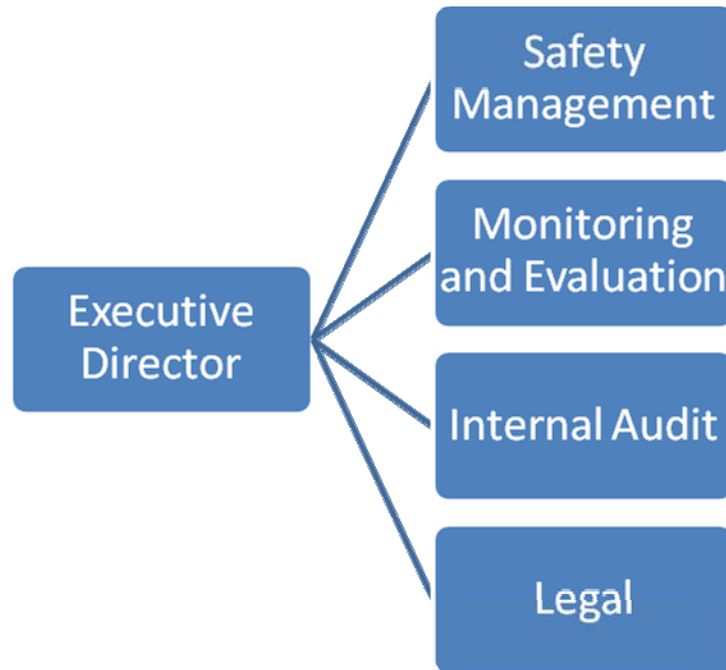 Safety
Management
Monitoring
and Evaluation
Executive
Director
Internal Audit
Legal